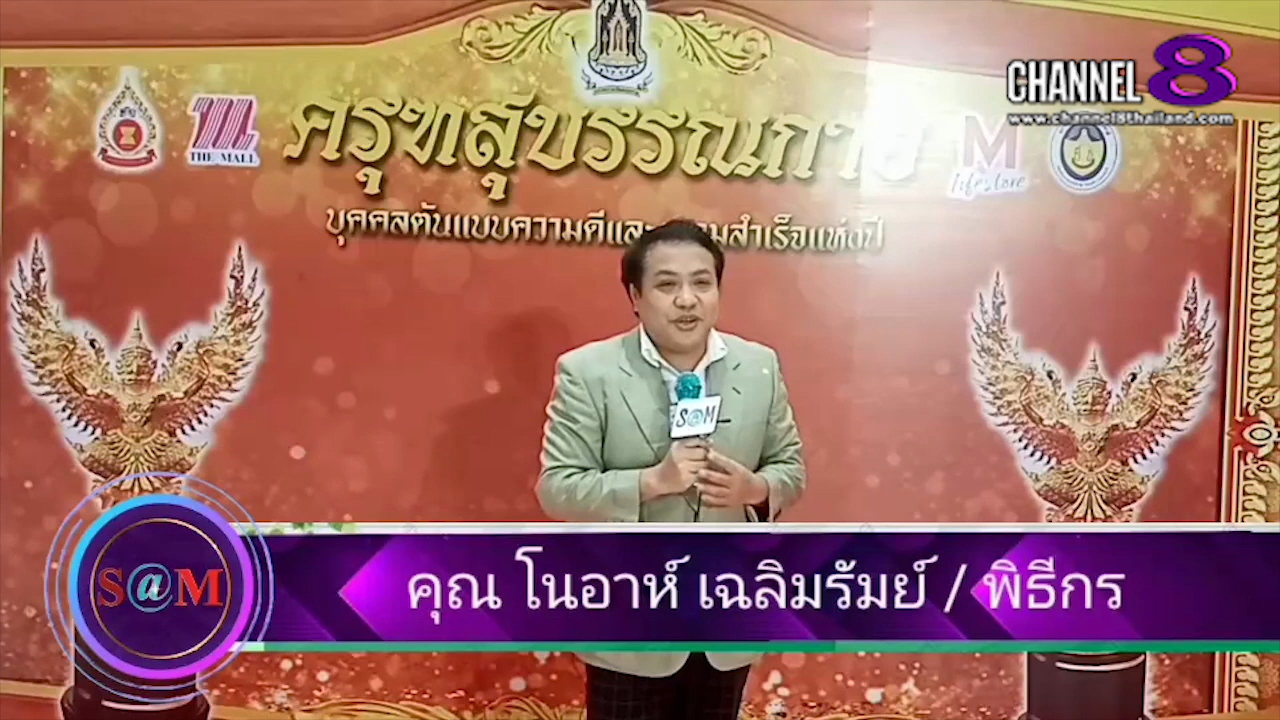 CHANNEL 8
www.channel8thailand.com
THE MALL
ครุฑสุบรรณกาย
M
lifestore
บุคคลต้นแบบความดีและ สำเร็จแห่งปี
S@M
S@M
คุณ โนอาห์ เฉลิมรัมย์ / พิธีกร